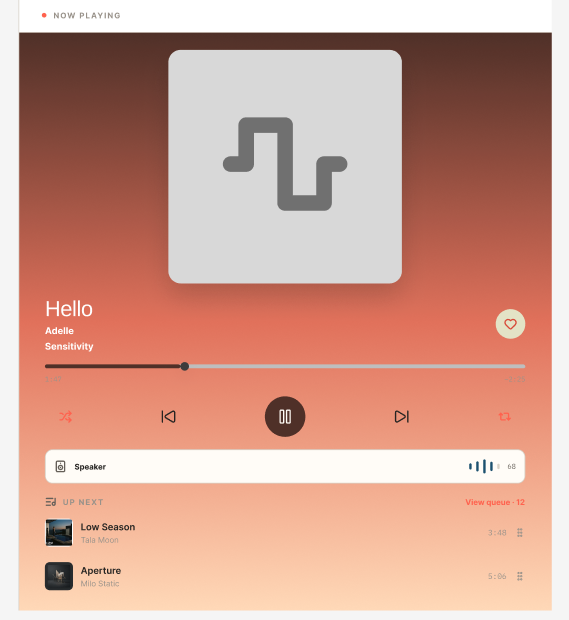 NOW PLAYING
Hello
Adelle
Sensitivity
Speaker
68
UP NEXT
View queue · 12
Low Season
Tala Moon
3:48
Aperture
Milo Static
5:06